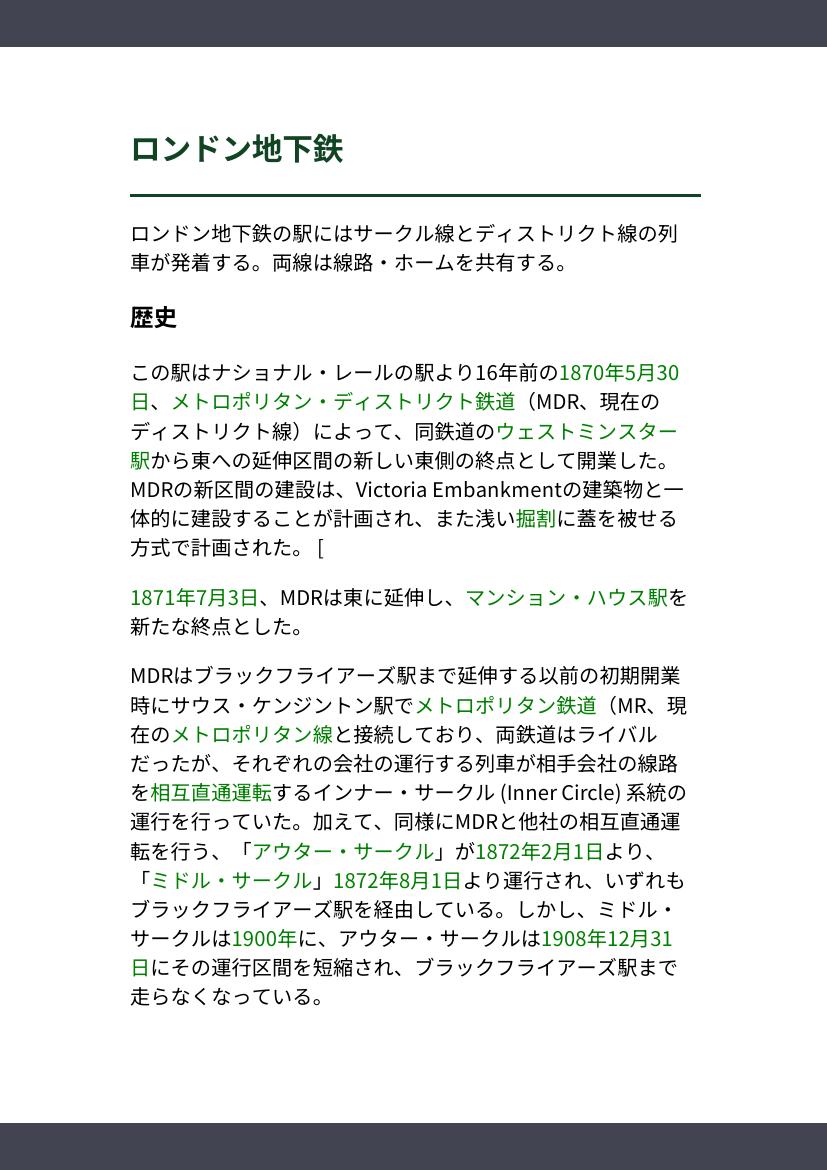 ロンドン地下鉄
ロンドン地下鉄の駅にはサークル線とディストリクト線の列
車が発着する。両線は線路・ホームを共有する。
歴史
この駅はナショナル・レールの駅より16年前の1870年5月30
日、メトロポリタン・ディストリクト鉄道（MDR、現在の
ディストリクト線）によって、同鉄道のウェストミンスター
駅から東への延伸区間の新しい東側の終点として開業した。
MDRの新区間の建設は、Victoria Embankmentの建築物と一
体的に建設することが計画され、また浅い掘割に蓋を被せる
方式で計画された。 [
1871年7月3日、MDRは東に延伸し、マンション・ハウス駅を
新たな終点とした。
MDRはブラックフライアーズ駅まで延伸する以前の初期開業
時にサウス・ケンジントン駅でメトロポリタン鉄道（MR、現
在のメトロポリタン線と接続しており、両鉄道はライバル
だったが、それぞれの会社の運行する列車が相手会社の線路
を相互直通運転するインナー・サークル (Inner Circle) 系統の
運行を行っていた。加えて、同様にMDRと他社の相互直通運
転を行う、「アウター・サークル」が1872年2月1日より、
「ミドル・サークル」1872年8月1日より運行され、いずれも
ブラックフライアーズ駅を経由している。しかし、ミドル・
サークルは1900年に、アウター・サークルは1908年12月31
日にその運行区間を短縮され、ブラックフライアーズ駅まで
走らなくなっている。